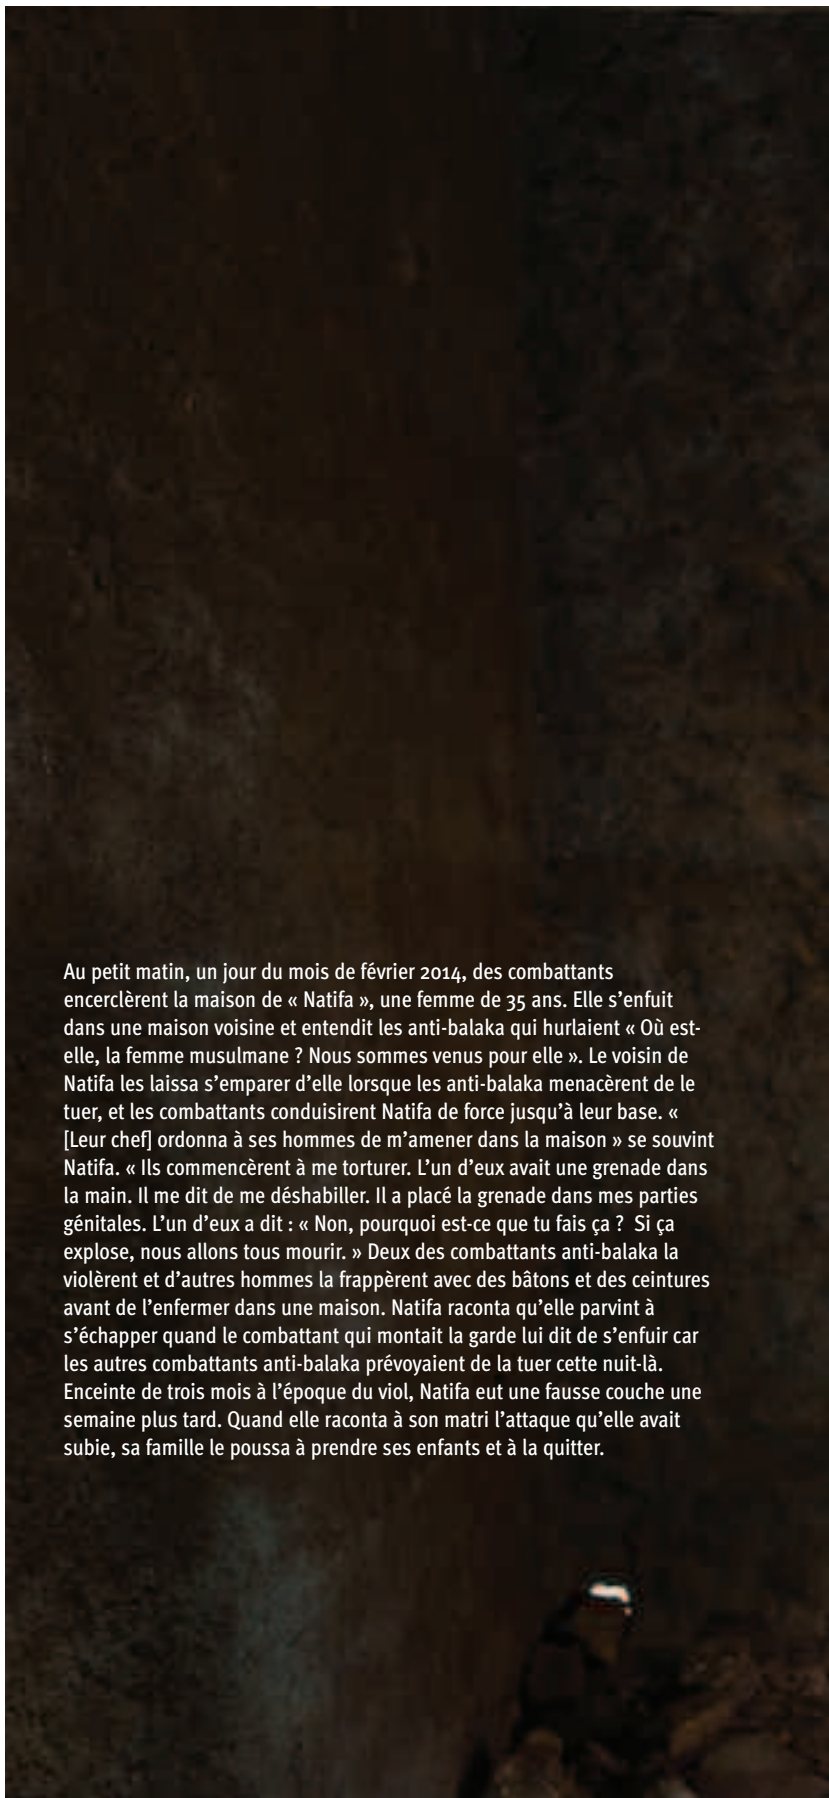 Au petit matin, un jour du mois de février 2014, des combattants
encerclèrent la maison de « Natifa », une femme de 35 ans. Elle s’enfuit
dans une maison voisine et entendit les anti-balaka qui hurlaient « Où est-
elle, la femme musulmane ? Nous sommes venus pour elle ». Le voisin de
Natifa les laissa s’emparer d’elle lorsque les anti-balaka menacèrent de le
tuer, et les combattants conduisirent Natifa de force jusqu’à leur base. «
[Leur chef] ordonna à ses hommes de m’amener dans la maison » se souvint
Natifa. « Ils commencèrent à me torturer. L’un d’eux avait une grenade dans
la main. Il me dit de me déshabiller. Il a placé la grenade dans mes parties
génitales. L’un d’eux a dit : « Non, pourquoi est-ce que tu fais ça ?  Si ça
explose, nous allons tous mourir. » Deux des combattants anti-balaka la
violèrent et d’autres hommes la frappèrent avec des bâtons et des ceintures
avant de l’enfermer dans une maison. Natifa raconta qu’elle parvint à
s’échapper quand le combattant qui montait la garde lui dit de s’enfuir car
les autres combattants anti-balaka prévoyaient de la tuer cette nuit-là.
Enceinte de trois mois à l’époque du viol, Natifa eut une fausse couche une
semaine plus tard. Quand elle raconta à son matri l’attaque qu’elle avait
subie, sa famille le poussa à prendre ses enfants et à la quitter.